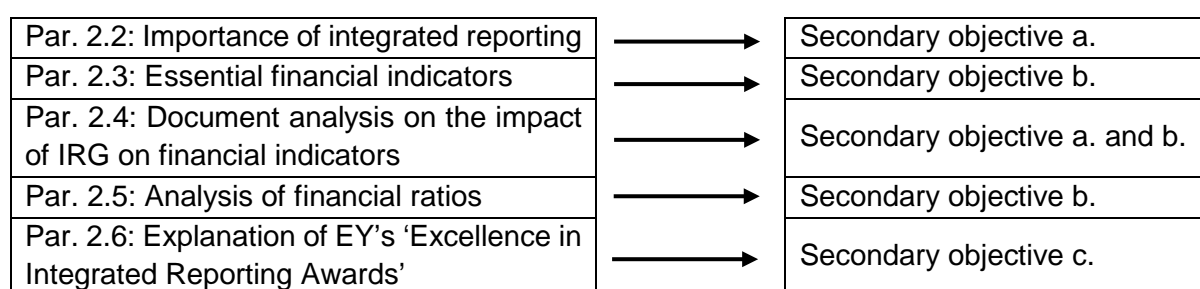 Par. 2.2: Importance of integrated reporting
Secondary objective a.
Par. 2.3: Essential financial indicators
Secondary objective b.
Par. 2.4: Document analysis on the impact
of IRG on financial indicators
Secondary objective a. and b.
Par. 2.5: Analysis of financial ratios
Secondary objective b.
Par. 2.6: Explanation of EY’s ‘Excellence in
Integrated Reporting Awards’
Secondary objective c.